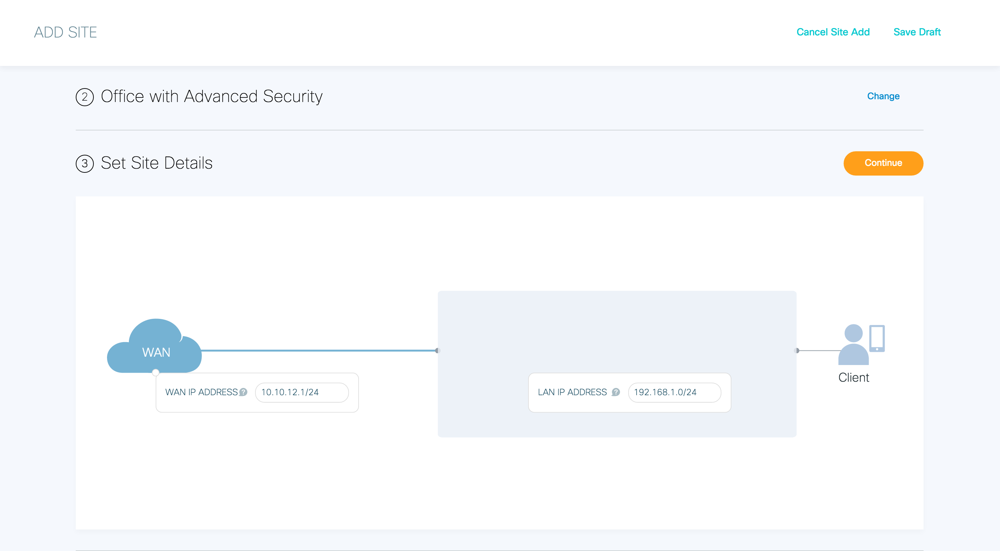 ADD SITE
Cancel Site Add
Save Draft
2 Office with Advanced Security
Change
3 Set Site Details
Continue
WAN
WAN IP ADDRESS ? 10.10.12.1/24
LAN IP ADDRESS ? 192.168.1.0/24
Client